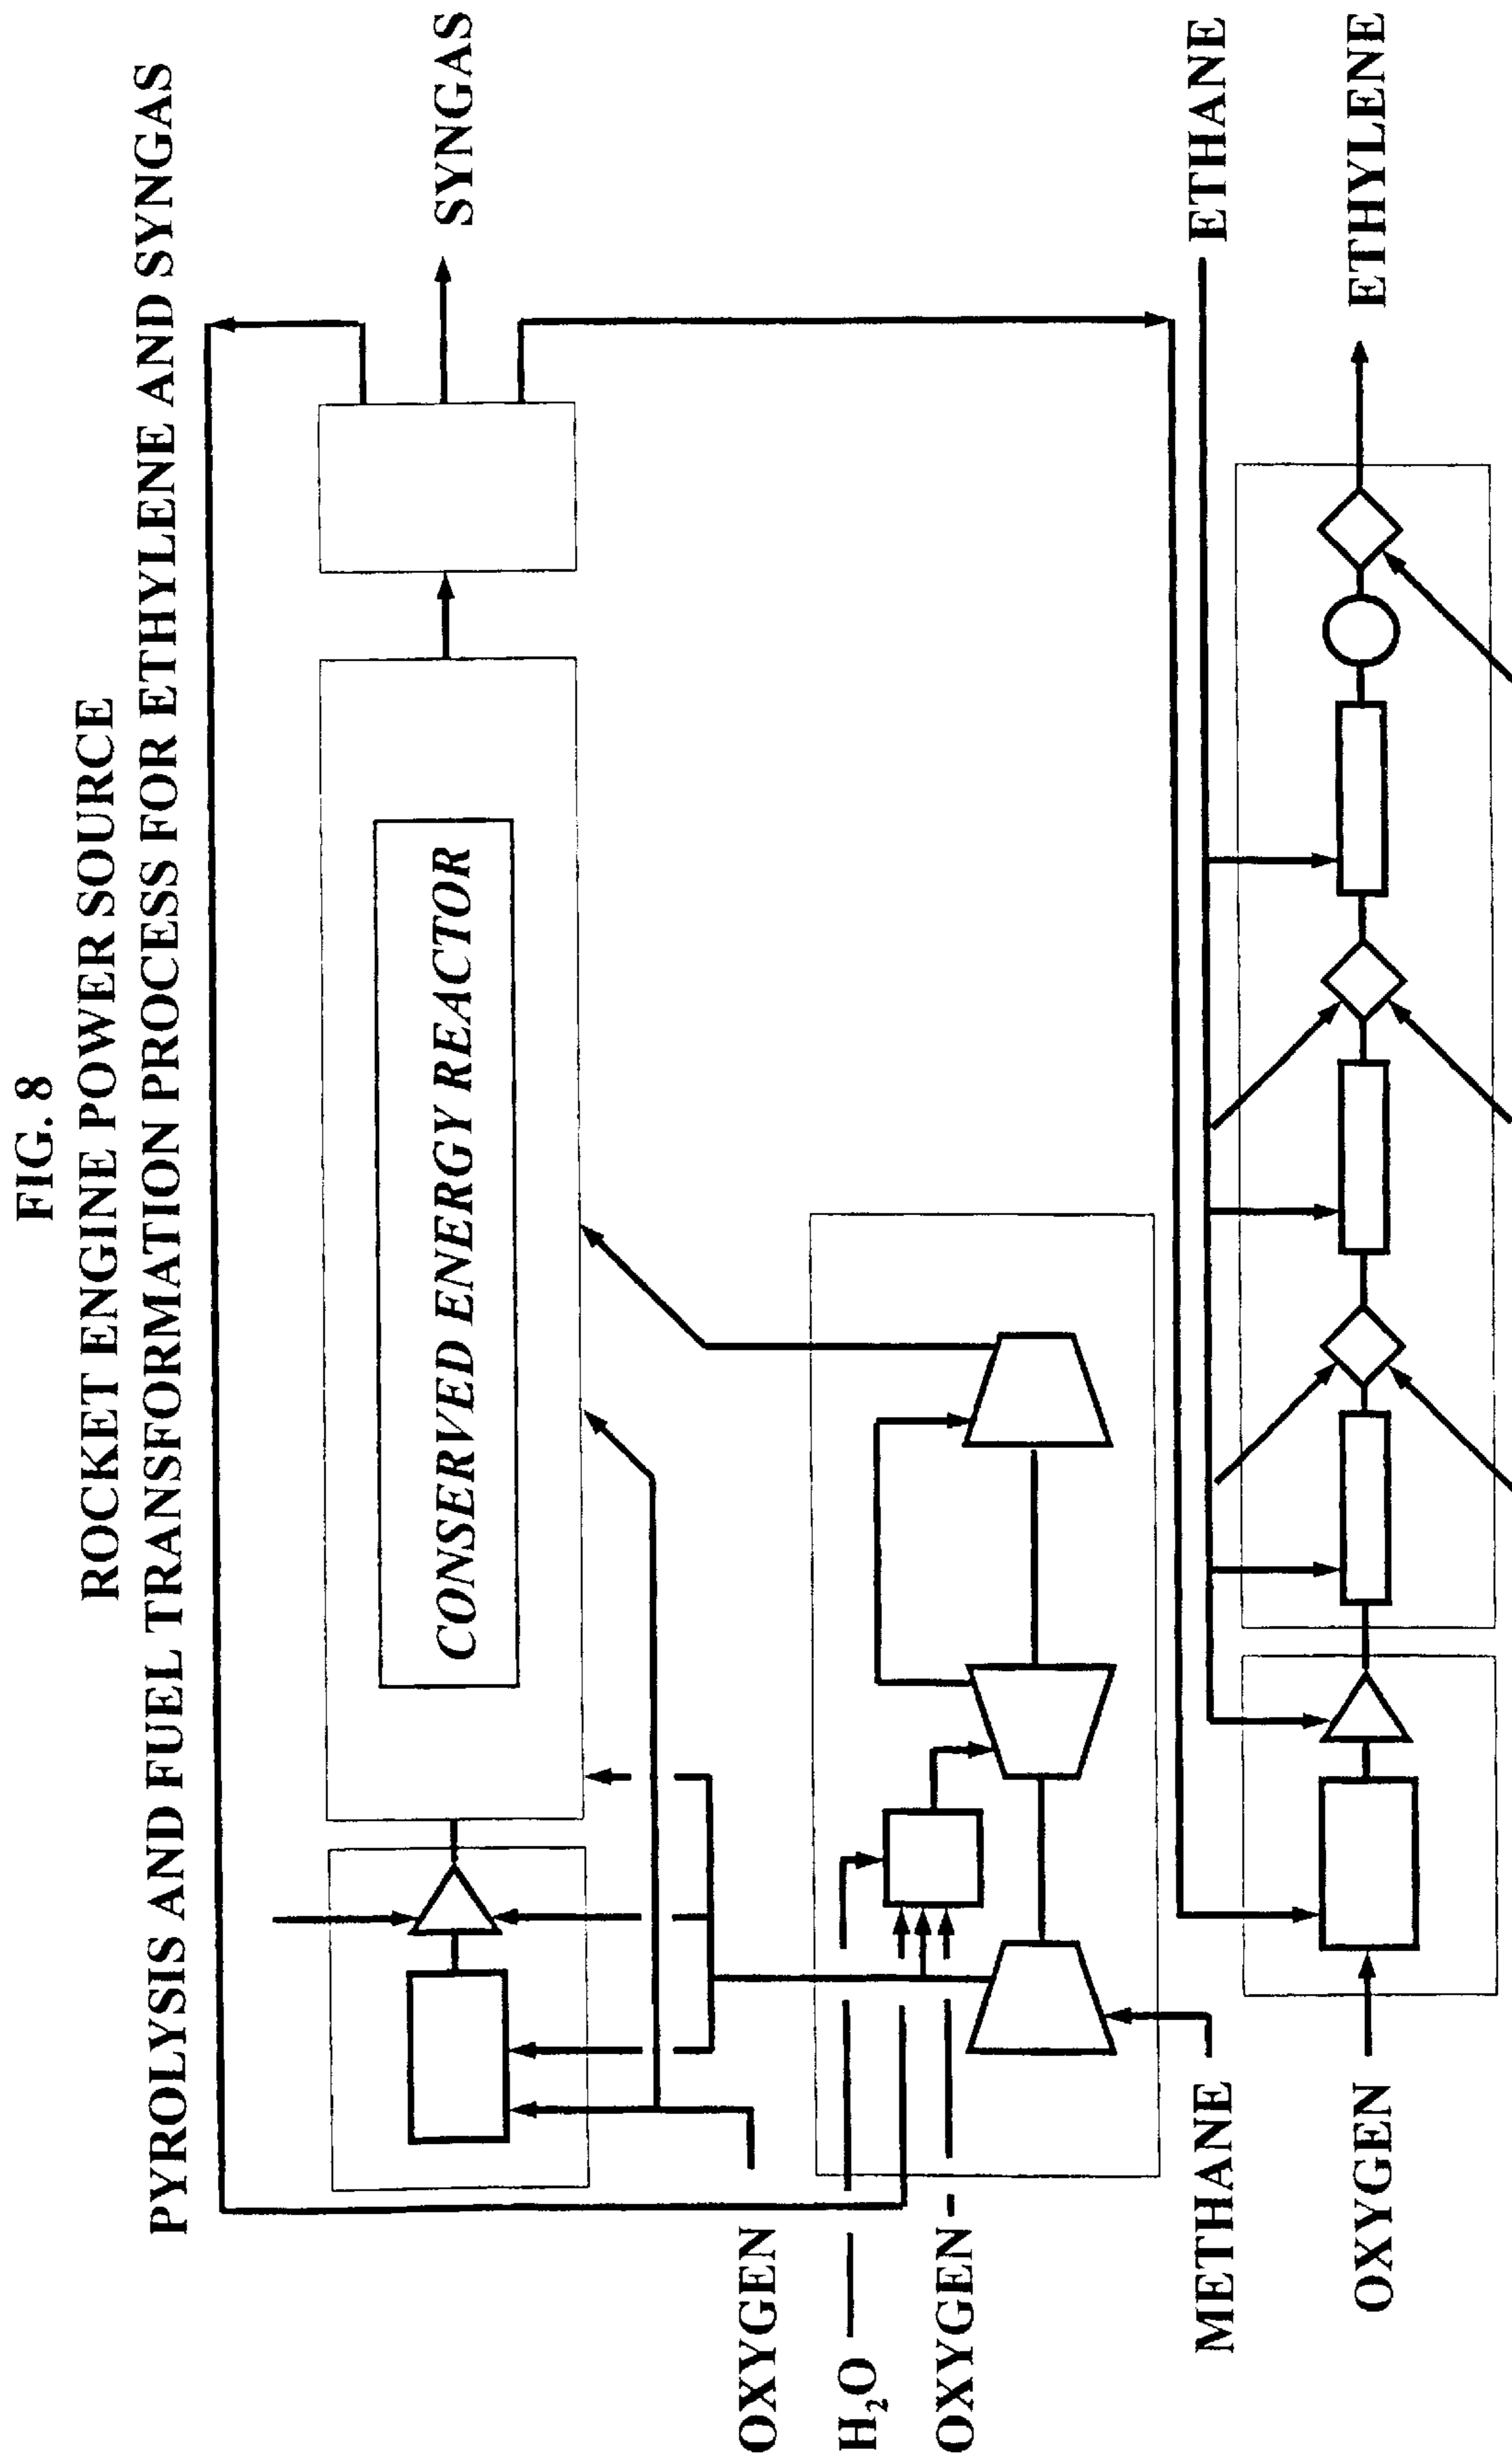 FIG. 8
ROCKET ENGINE POWER SOURCE
PYROLYSIS AND FUEL TRANSFORMATION PROCESS FOR ETHYLENE AND SYNGAS
SYNGAS
CONSERVED ENERGY REACTOR
OXYGEN
H₂O
OXYGEN
METHANE
ETHANE
OXYGEN
ETHYLENE